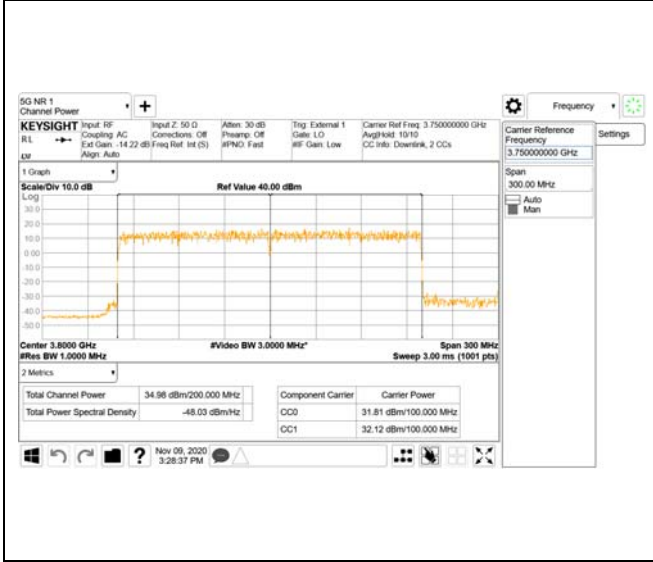 5G NR 1
Channel Power
+
Frequency
KEYSIGHT Input: RF Input Z: 50 Ω Atten: 30 dB Trig: External 1 Carrier Ref Freq: 3.750000000 GHz
R L Coupling: AC Corrections: Off Preamp: Off Gate: LO Avg|Hold: 10/10
Ext Gain: -14.22 dB Freq Ref: Int (S) #PNO: Fast #IF Gain: Low CC Info: Downlink, 2 CCs
Align: Auto
Carrier Reference
Frequency
3.750000000 GHz
Settings
Span
300.00 MHz
Auto
Man
1 Graph
Scale/Div 10.0 dB Ref Value 40.00 dBm
Log
30.0
20.0
10.0
0.00
-10.0
-20.0
-30.0
-40.0
-50.0
Center 3.8000 GHz #Video BW 3.0000 MHz* Span 300 MHz
#Res BW 1.0000 MHz Sweep 3.00 ms (1001 pts)
2 Metrics
Total Channel Power 34.98 dBm/200.000 MHz
Total Power Spectral Density -48.03 dBm/Hz
Component Carrier Carrier Power
CC0 31.81 dBm/100.000 MHz
CC1 32.12 dBm/100.000 MHz
? Nov 09, 2020
3:28:37 PM